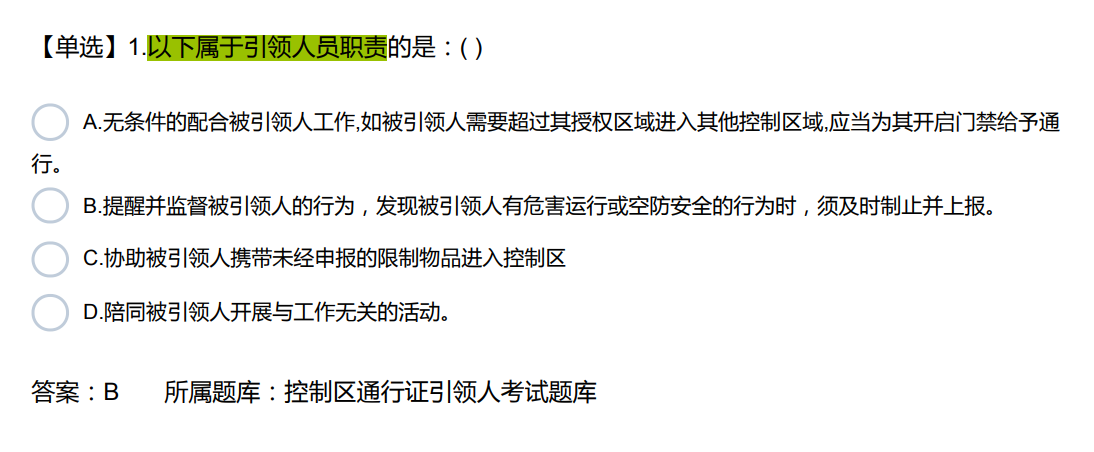 【单选】1.以下属于引领人员职责的是：( )
A.无条件的配合被引领人工作,如被引领人需要超过其授权区域进入其他控制区域,应当为其开启门禁给予通
行。
B.提醒并监督被引领人的行为，发现被引领人有危害运行或空防安全的行为时，须及时制止并上报。
C.协助被引领人携带未经申报的限制物品进入控制区
D.陪同被引领人开展与工作无关的活动。
答案：B 所属题库：控制区通行证引领人考试题库